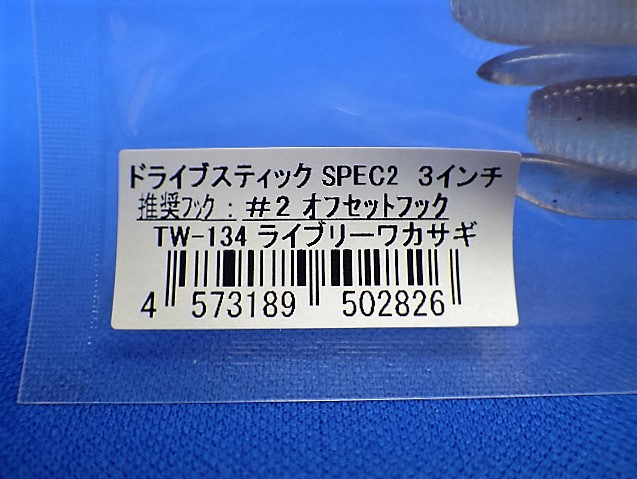 ドライブスティック SPEC2 3インチ
推奨フック : #2 オフセットフック
TW-134 ライブリーワカサギ
4 573189 502826